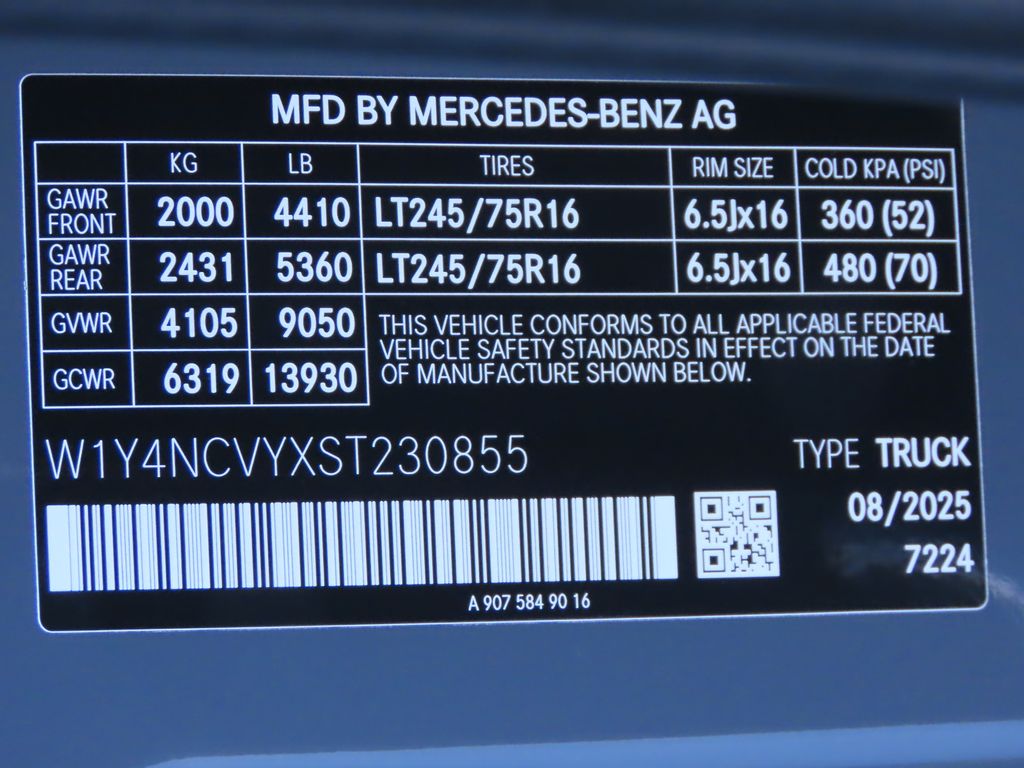 MFD BY MERCEDES-BENZ AG
KG LB TIRES RIM SIZE COLD KPA (PSI)
GAWR FRONT 2000 4410 LT245/75R16 6.5Jx16 360 (52)
GAWR REAR 2431 5360 LT245/75R16 6.5Jx16 480 (70)
GVWR 4105 9050
GCWR 6319 13930
THIS VEHICLE CONFORMS TO ALL APPLICABLE FEDERAL
VEHICLE SAFETY STANDARDS IN EFFECT ON THE DATE
OF MANUFACTURE SHOWN BELOW.
W1Y4NCVYXST230855
TYPE TRUCK
08/2025
7224
A 907 584 90 16